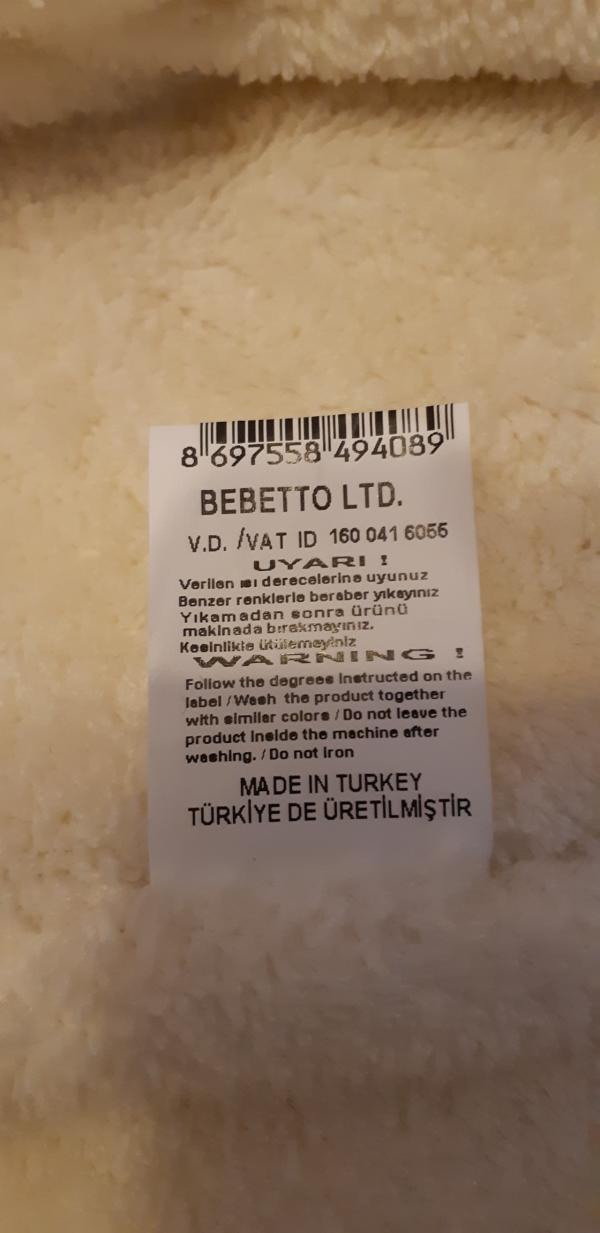 8 697558 494089
BEBETTO LTD.
V.D. /VAT ID 160 041 6055
UYARI !
Verilen ısı derecelerine uyunuz
Benzer renklerle beraber yıkayınız
Yıkamadan sonra ürünü
makinada bırakmayınız.
Kesinlikle ütülemeyiniz
WARNING !
Follow the degrees instructed on the
label / Wash the product together
with similar colors / Do not leave the
product inside the machine after
washing. / Do not iron
MADE IN TURKEY
TÜRKİYE DE ÜRETİLMİŞTİR